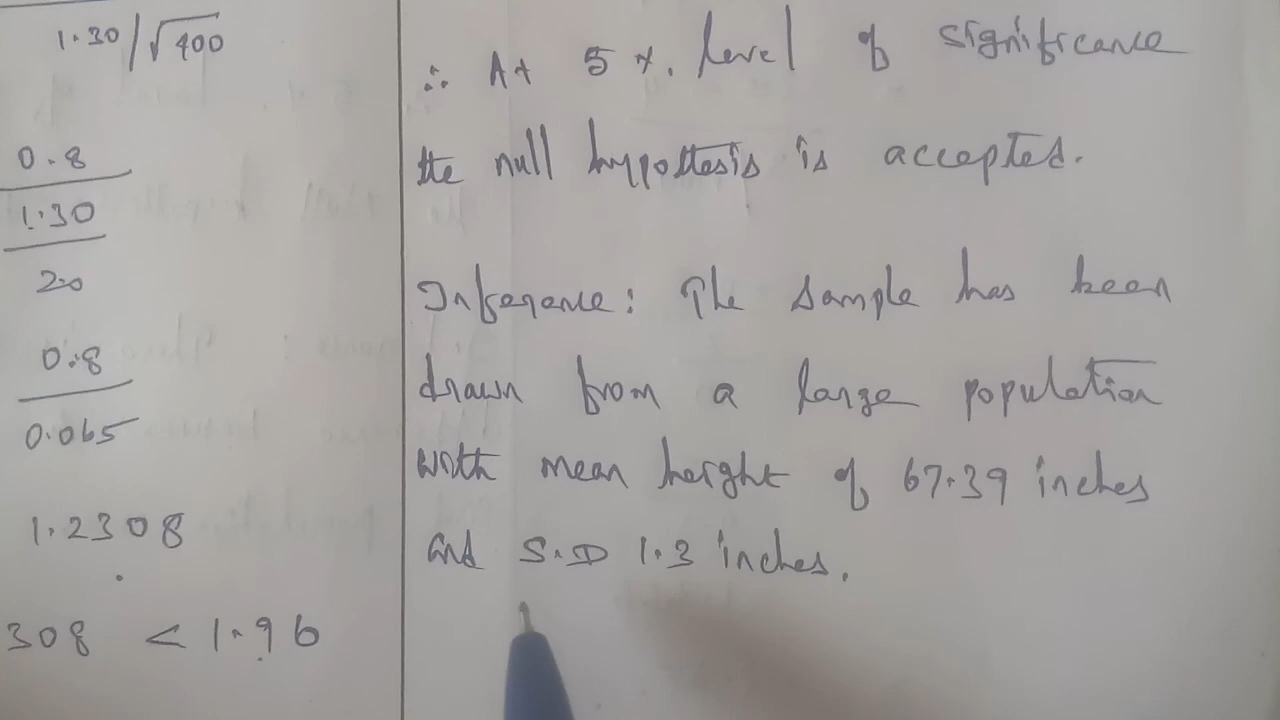 1.30/√400
0.8
1.30
20
0.8
0.065
1.2308
308 < 1.96
∴ At 5 %. level of significance
the null hypothesis is accepted.
Inference: The sample has been
drawn from a large population
with mean height of 67.39 inches
and S.D 1.3 inches.